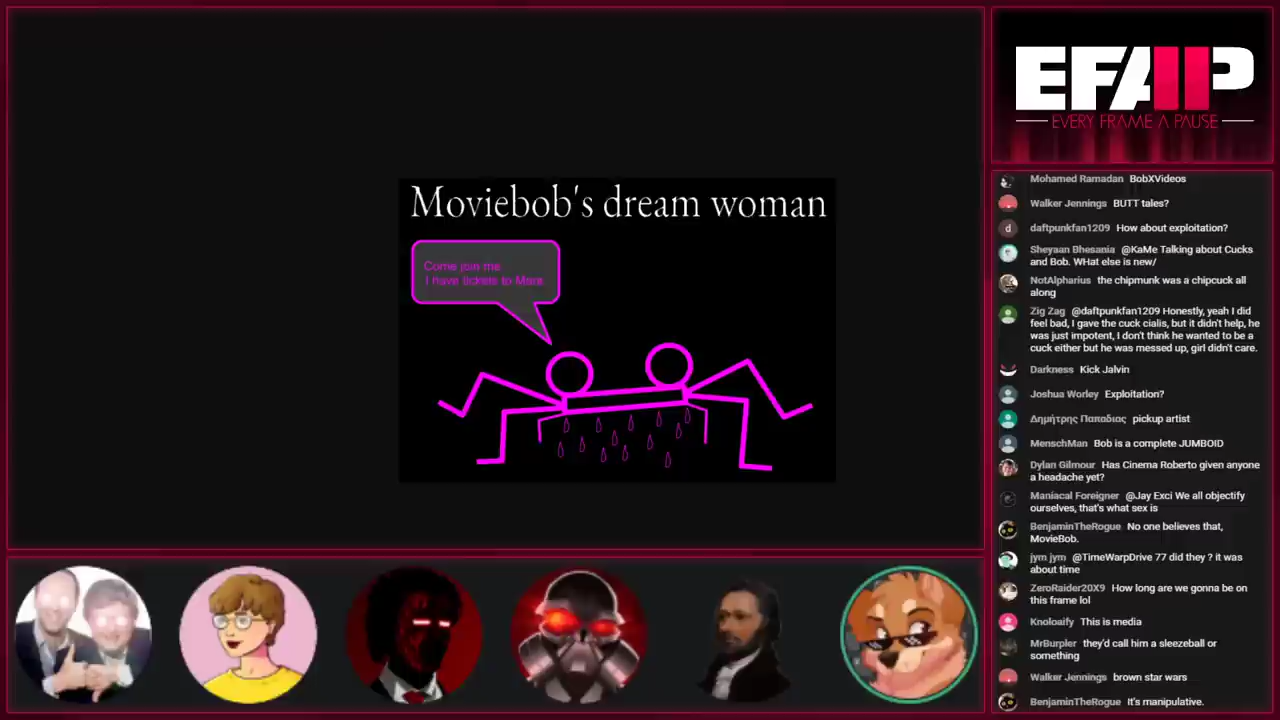 Moviebob's dream woman
Come join me
I have tickets to Mars
EFAP
EVERY FRAME A PAUSE
Mohamed Ramadan BobXVideos
Walker Jennings BUTT tales?
d
daftpunkfan1209 How about exploitation?
Sheyaan Bhesania @KaMe Talking about Cucks
and Bob. WHat else is new/
NotAlpharius the chipmunk was a chipcuck all
along
Zig Zag @daftpunkfan1209 Honestly, yeah I did
feel bad, I gave the cuck cialis, but it didn't help, he
was just impotent, I don't think he wanted to be a
cuck either but he was messed up, girl didn't care.
Darkness Kick Jalvin
Joshua Worley Exploitation?
Δημήτρης Παπαδιας pickup artist
MenschMan Bob is a complete JUMBOID
Dylan Gilmour Has Cinema Roberto given anyone
a headache yet?
Maniacal Foreigner @Jay Exci We all objectify
ourselves, that's what sex is
BenjaminTheRogue No one believes that,
MovieBob.
jym jym @TimeWarpDrive 77 did they ? it was
about time
ZeroRaider20X9 How long are we gonna be on
this frame lol
Knoloaify This is media
MrBurpler they'd call him a sleezeball or
something
Walker Jennings brown star wars
BenjaminTheRogue It's manipulative.